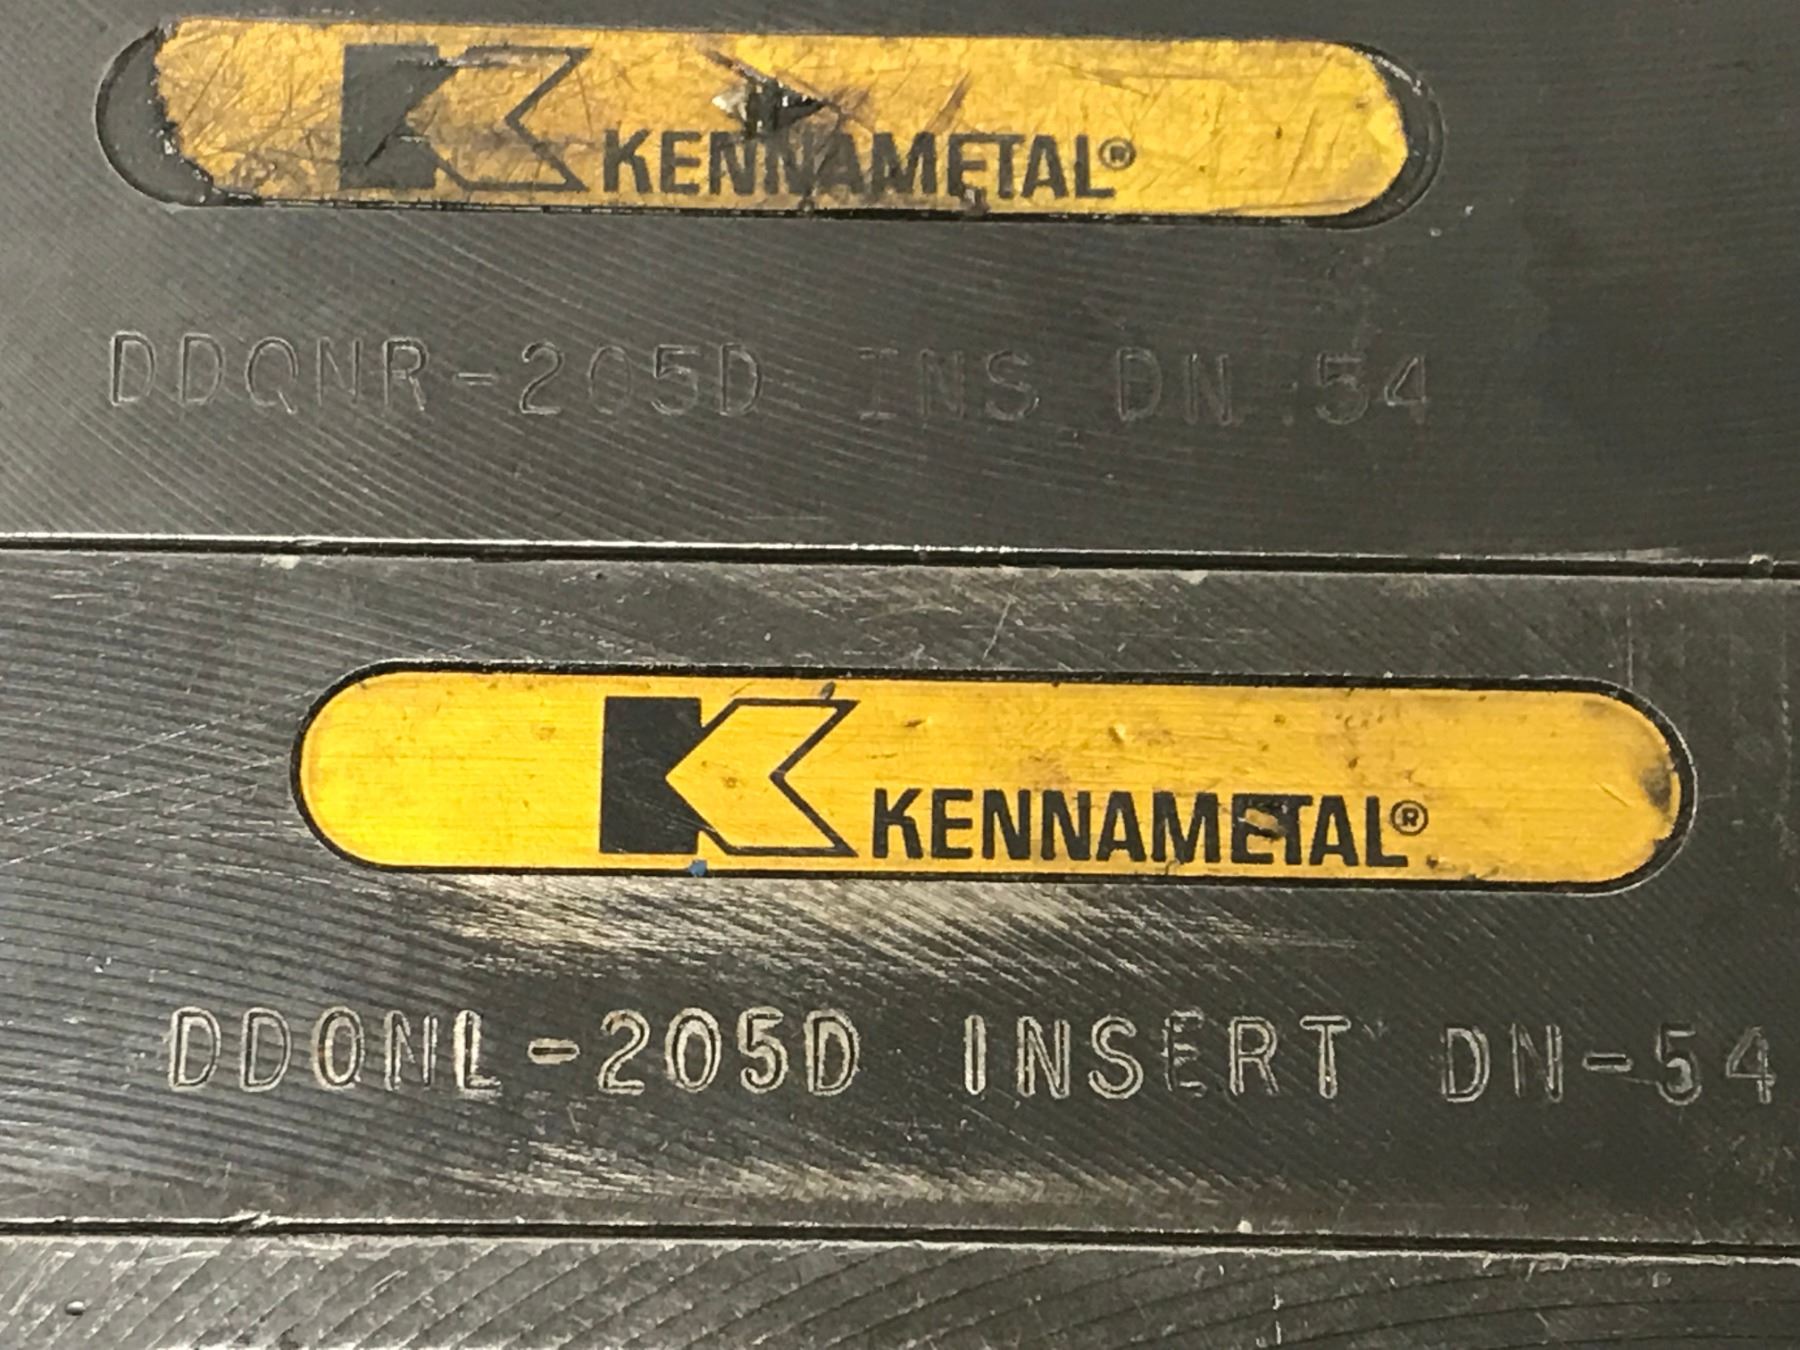 K KENNAMETAL®
DDQNR-205D INS DN 54
K KENNAMETAL®
DDQNL-205D INSERT DN-54